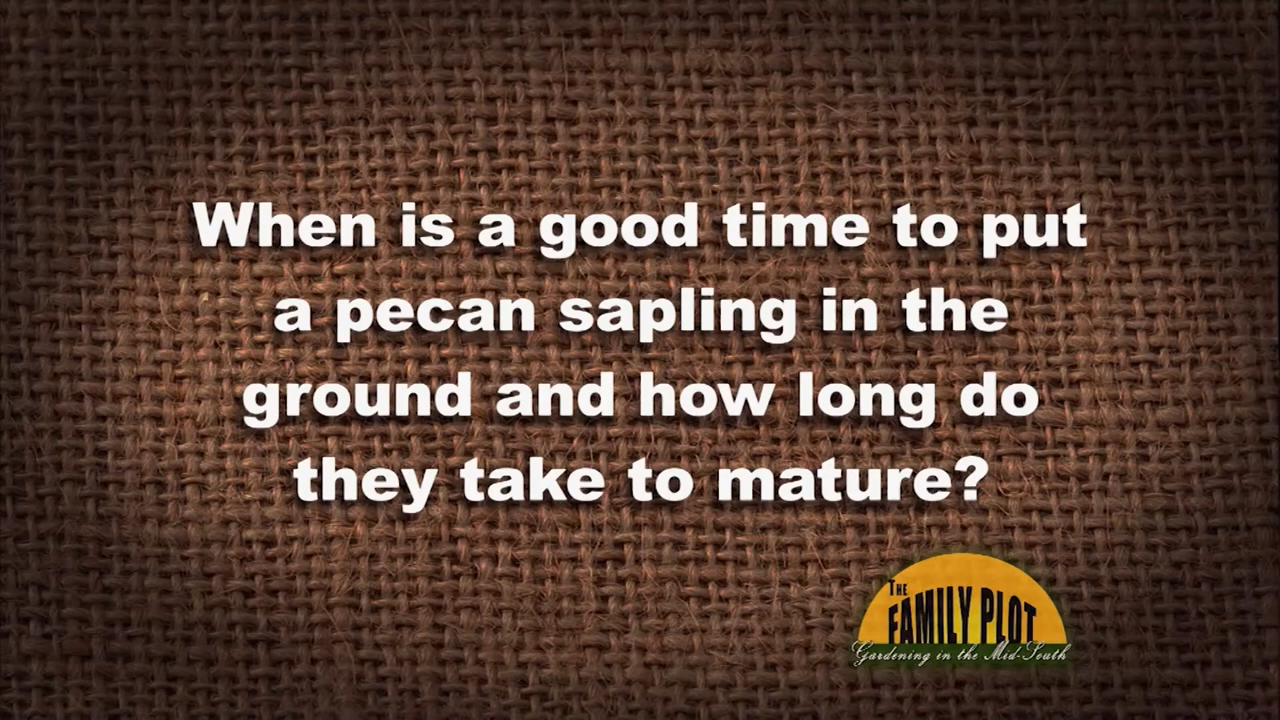 When is a good time to put
a pecan sapling in the
ground and how long do
they take to mature?
THE
FAMILY PLOT
Gardening in the Mid-South